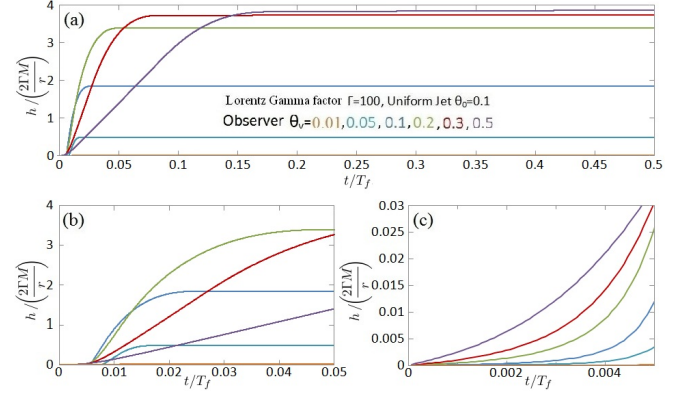 (a)
4
3
2
1
0
h/(2ΓM/r)
Lorentz Gamma factor Γ=100, Uniform Jet θ₀=0.1
Observer θᵥ=0.01,0.05,0.1,0.2,0.3,0.5
0 0.05 0.1 0.15 0.2 0.25 0.3 0.35 0.4 0.45 0.5
t/T_f
(b)
4
3
2
1
0
h/(2ΓM/r)
0 0.01 0.02 0.03 0.04 0.05
t/T_f
(c)
0.03
0.025
0.02
0.015
0.01
0.005
0
h/(2ΓM/r)
0.002 0.004
t/T_f